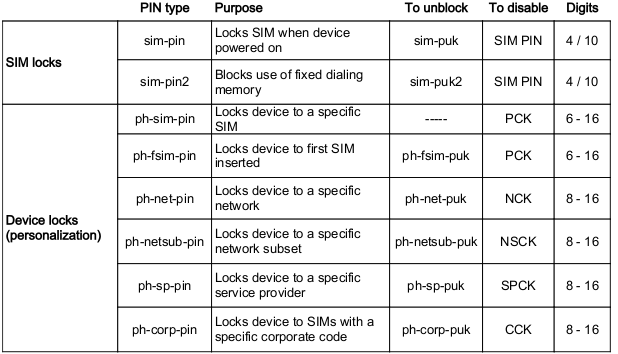 PIN type Purpose To unblock To disable Digits
SIM locks
sim-pin Locks SIM when device
powered on sim-puk SIM PIN 4 / 10
sim-pin2 Blocks use of fixed dialing
memory sim-puk2 SIM PIN 4 / 10
Device locks
(personalization)
ph-sim-pin Locks device to a specific
SIM ----- PCK 6 - 16
ph-fsim-pin Locks device to first SIM
inserted ph-fsim-puk PCK 6 - 16
ph-net-pin Locks device to a specific
network ph-net-puk NCK 8 - 16
ph-netsub-pin Locks device to a specific
network subset ph-netsub-puk NSCK 8 - 16
ph-sp-pin Locks device to a specific
service provider ph-sp-puk SPCK 8 - 16
ph-corp-pin Locks device to SIMs with a
specific corporate code ph-corp-puk CCK 8 - 16